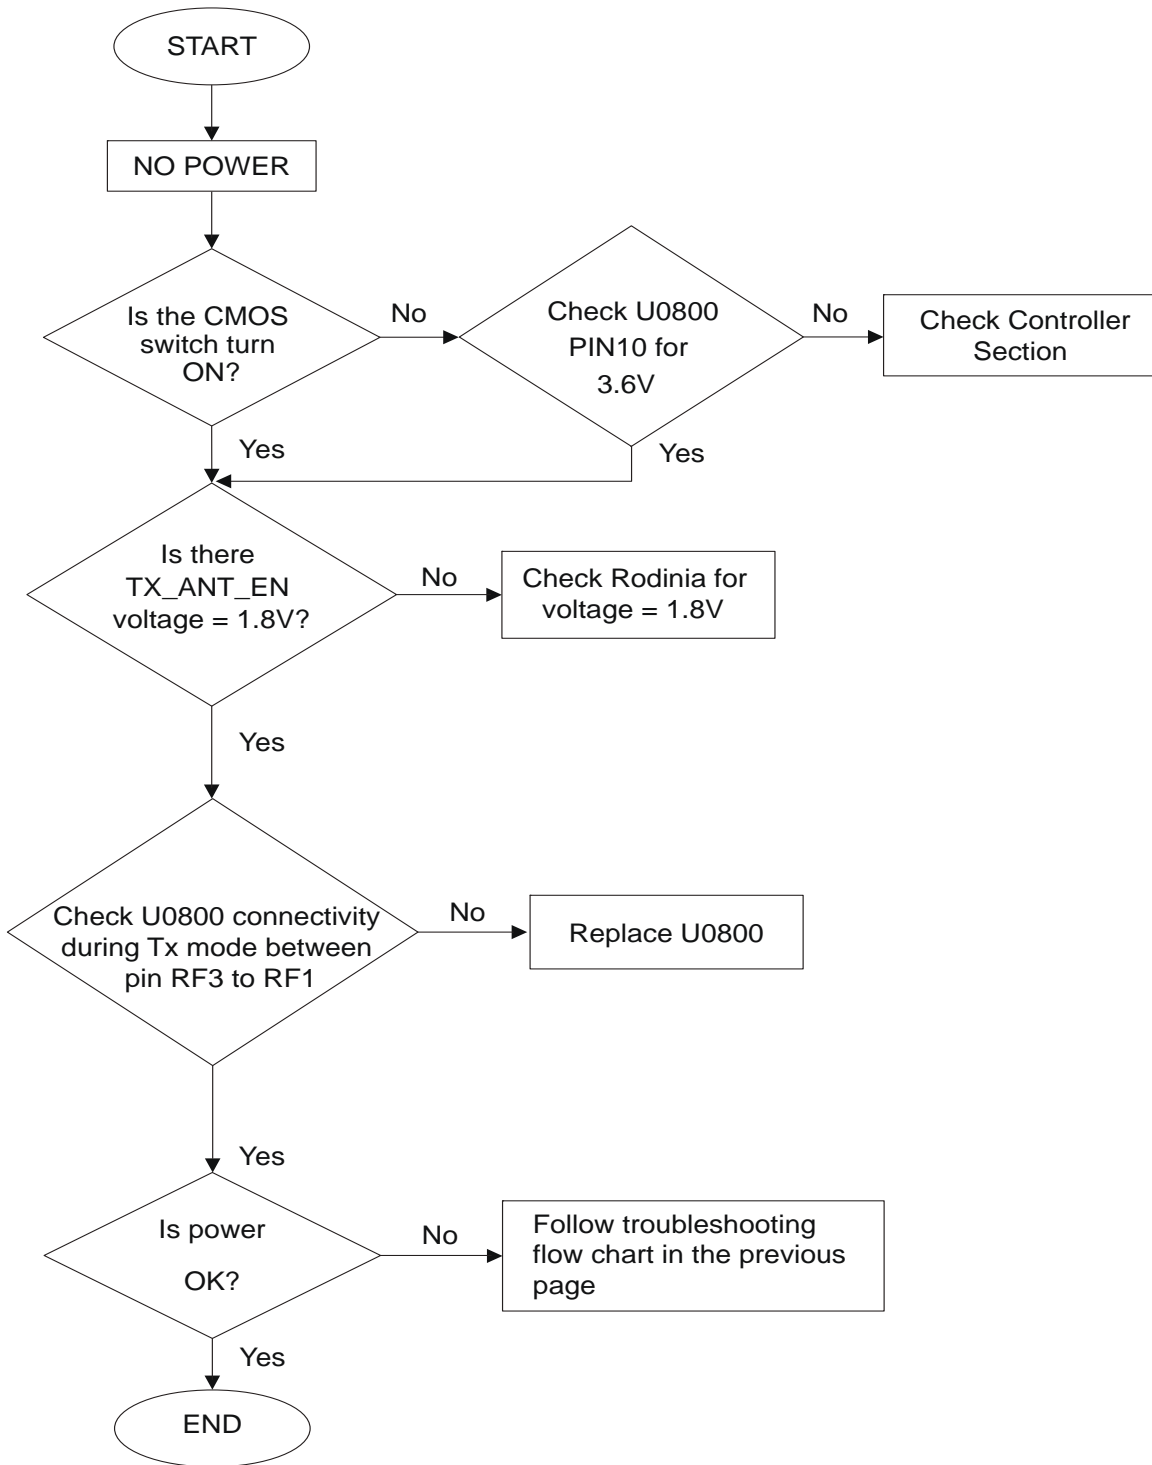 START
NO POWER
Is the CMOS
switch turn
ON?
No
Check U0800
PIN10 for
3.6V
No
Check Controller
Section
Yes
Yes
Is there
TX_ANT_EN
voltage = 1.8V?
No
Check Rodinia for
voltage = 1.8V
Yes
Check U0800 connectivity
during Tx mode between
pin RF3 to RF1
No
Replace U0800
Yes
Is power
OK?
No
Follow troubleshooting
flow chart in the previous
page
Yes
END